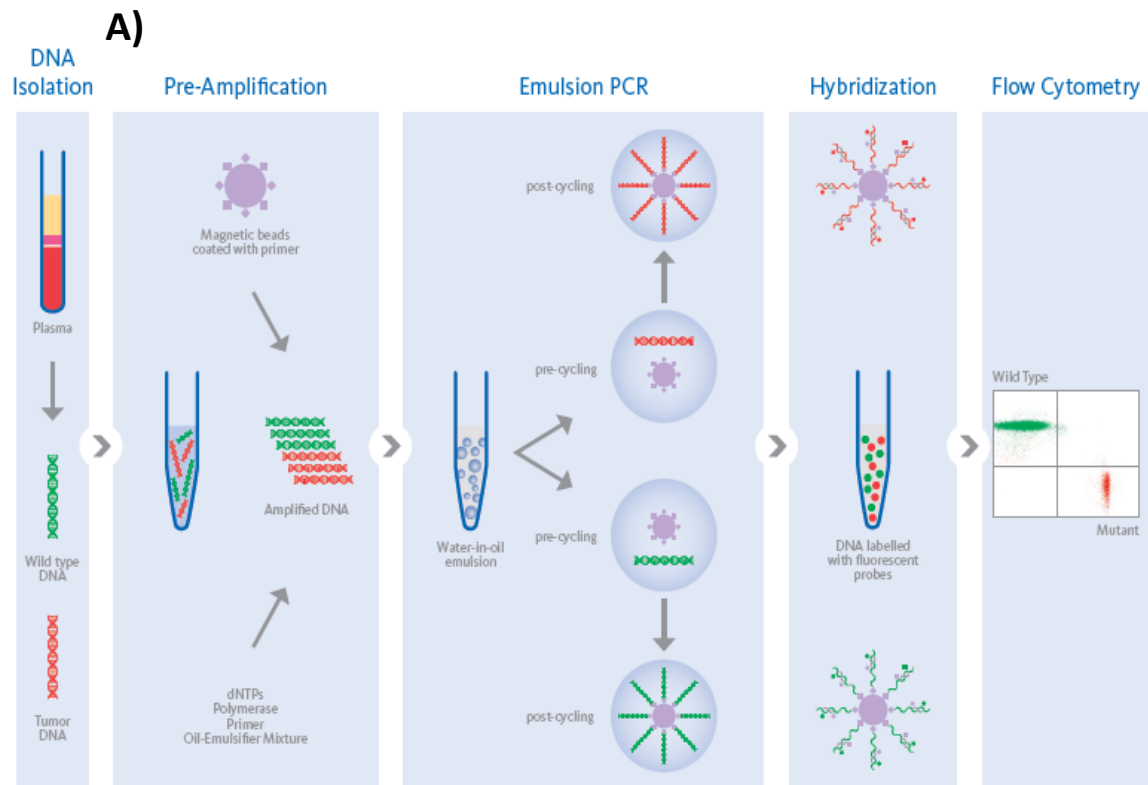 A)
DNA
Isolation
Pre-Amplification
Emulsion PCR
Hybridization
Flow Cytometry
Plasma
Wild type
DNA
Tumor
DNA
Magnetic beads
coated with primer
Amplified DNA
dNTPs
Polymerase
Primer
Oil-Emulsifier Mixture
post-cycling
pre-cycling
Water-in-oil
emulsion
pre-cycling
post-cycling
DNA labelled
with fluorescent
probes
Wild Type
Mutant